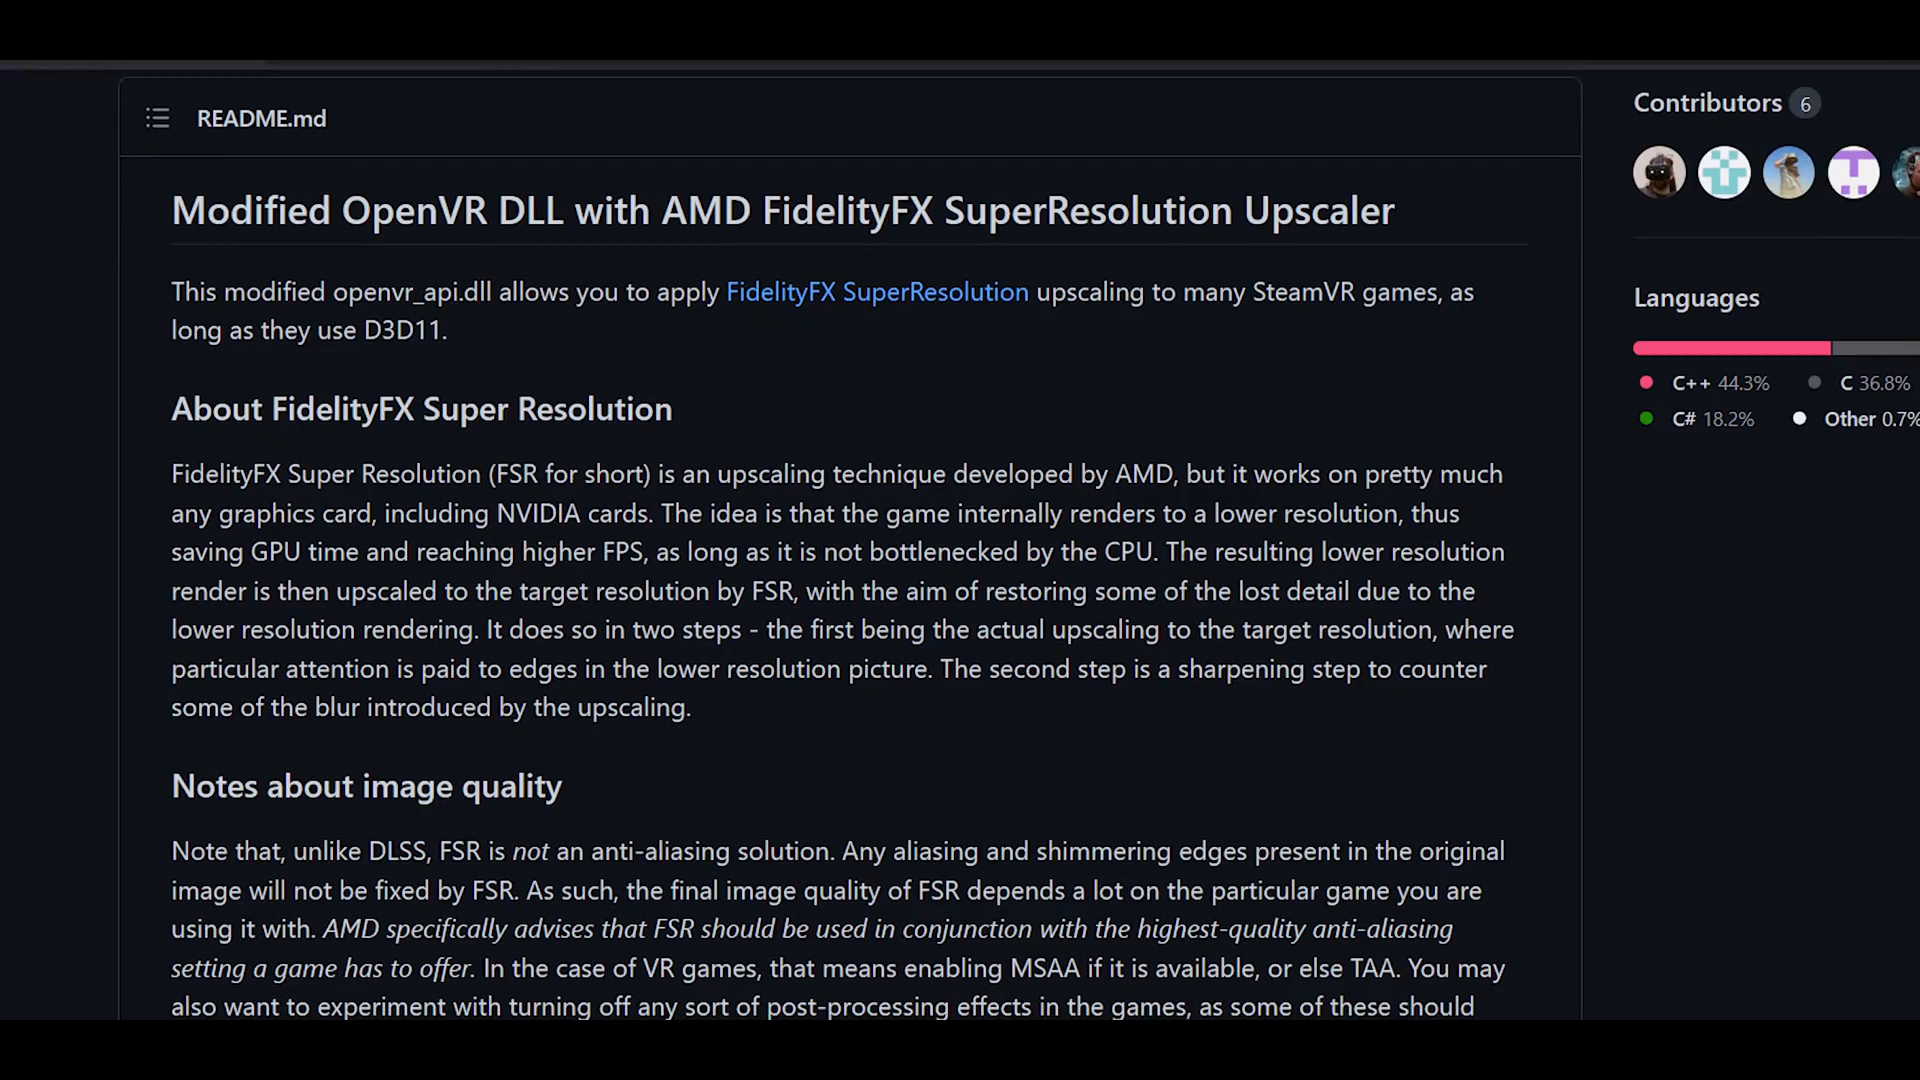 README.md
Modified OpenVR DLL with AMD FidelityFX SuperResolution Upscaler
This modified openvr_api.dll allows you to apply FidelityFX SuperResolution upscaling to many SteamVR games, as
long as they use D3D11.
About FidelityFX Super Resolution
FidelityFX Super Resolution (FSR for short) is an upscaling technique developed by AMD, but it works on pretty much
any graphics card, including NVIDIA cards. The idea is that the game internally renders to a lower resolution, thus
saving GPU time and reaching higher FPS, as long as it is not bottlenecked by the CPU. The resulting lower resolution
render is then upscaled to the target resolution by FSR, with the aim of restoring some of the lost detail due to the
lower resolution rendering. It does so in two steps - the first being the actual upscaling to the target resolution, where
particular attention is paid to edges in the lower resolution picture. The second step is a sharpening step to counter
some of the blur introduced by the upscaling.
Notes about image quality
Note that, unlike DLSS, FSR is not an anti-aliasing solution. Any aliasing and shimmering edges present in the original
image will not be fixed by FSR. As such, the final image quality of FSR depends a lot on the particular game you are
using it with. AMD specifically advises that FSR should be used in conjunction with the highest-quality anti-aliasing
setting a game has to offer. In the case of VR games, that means enabling MSAA if it is available, or else TAA. You may
also want to experiment with turning off any sort of post-processing effects in the games, as some of these should
Contributors 6
Languages
C++ 44.3% C 36.8%
C# 18.2% Other 0.7%